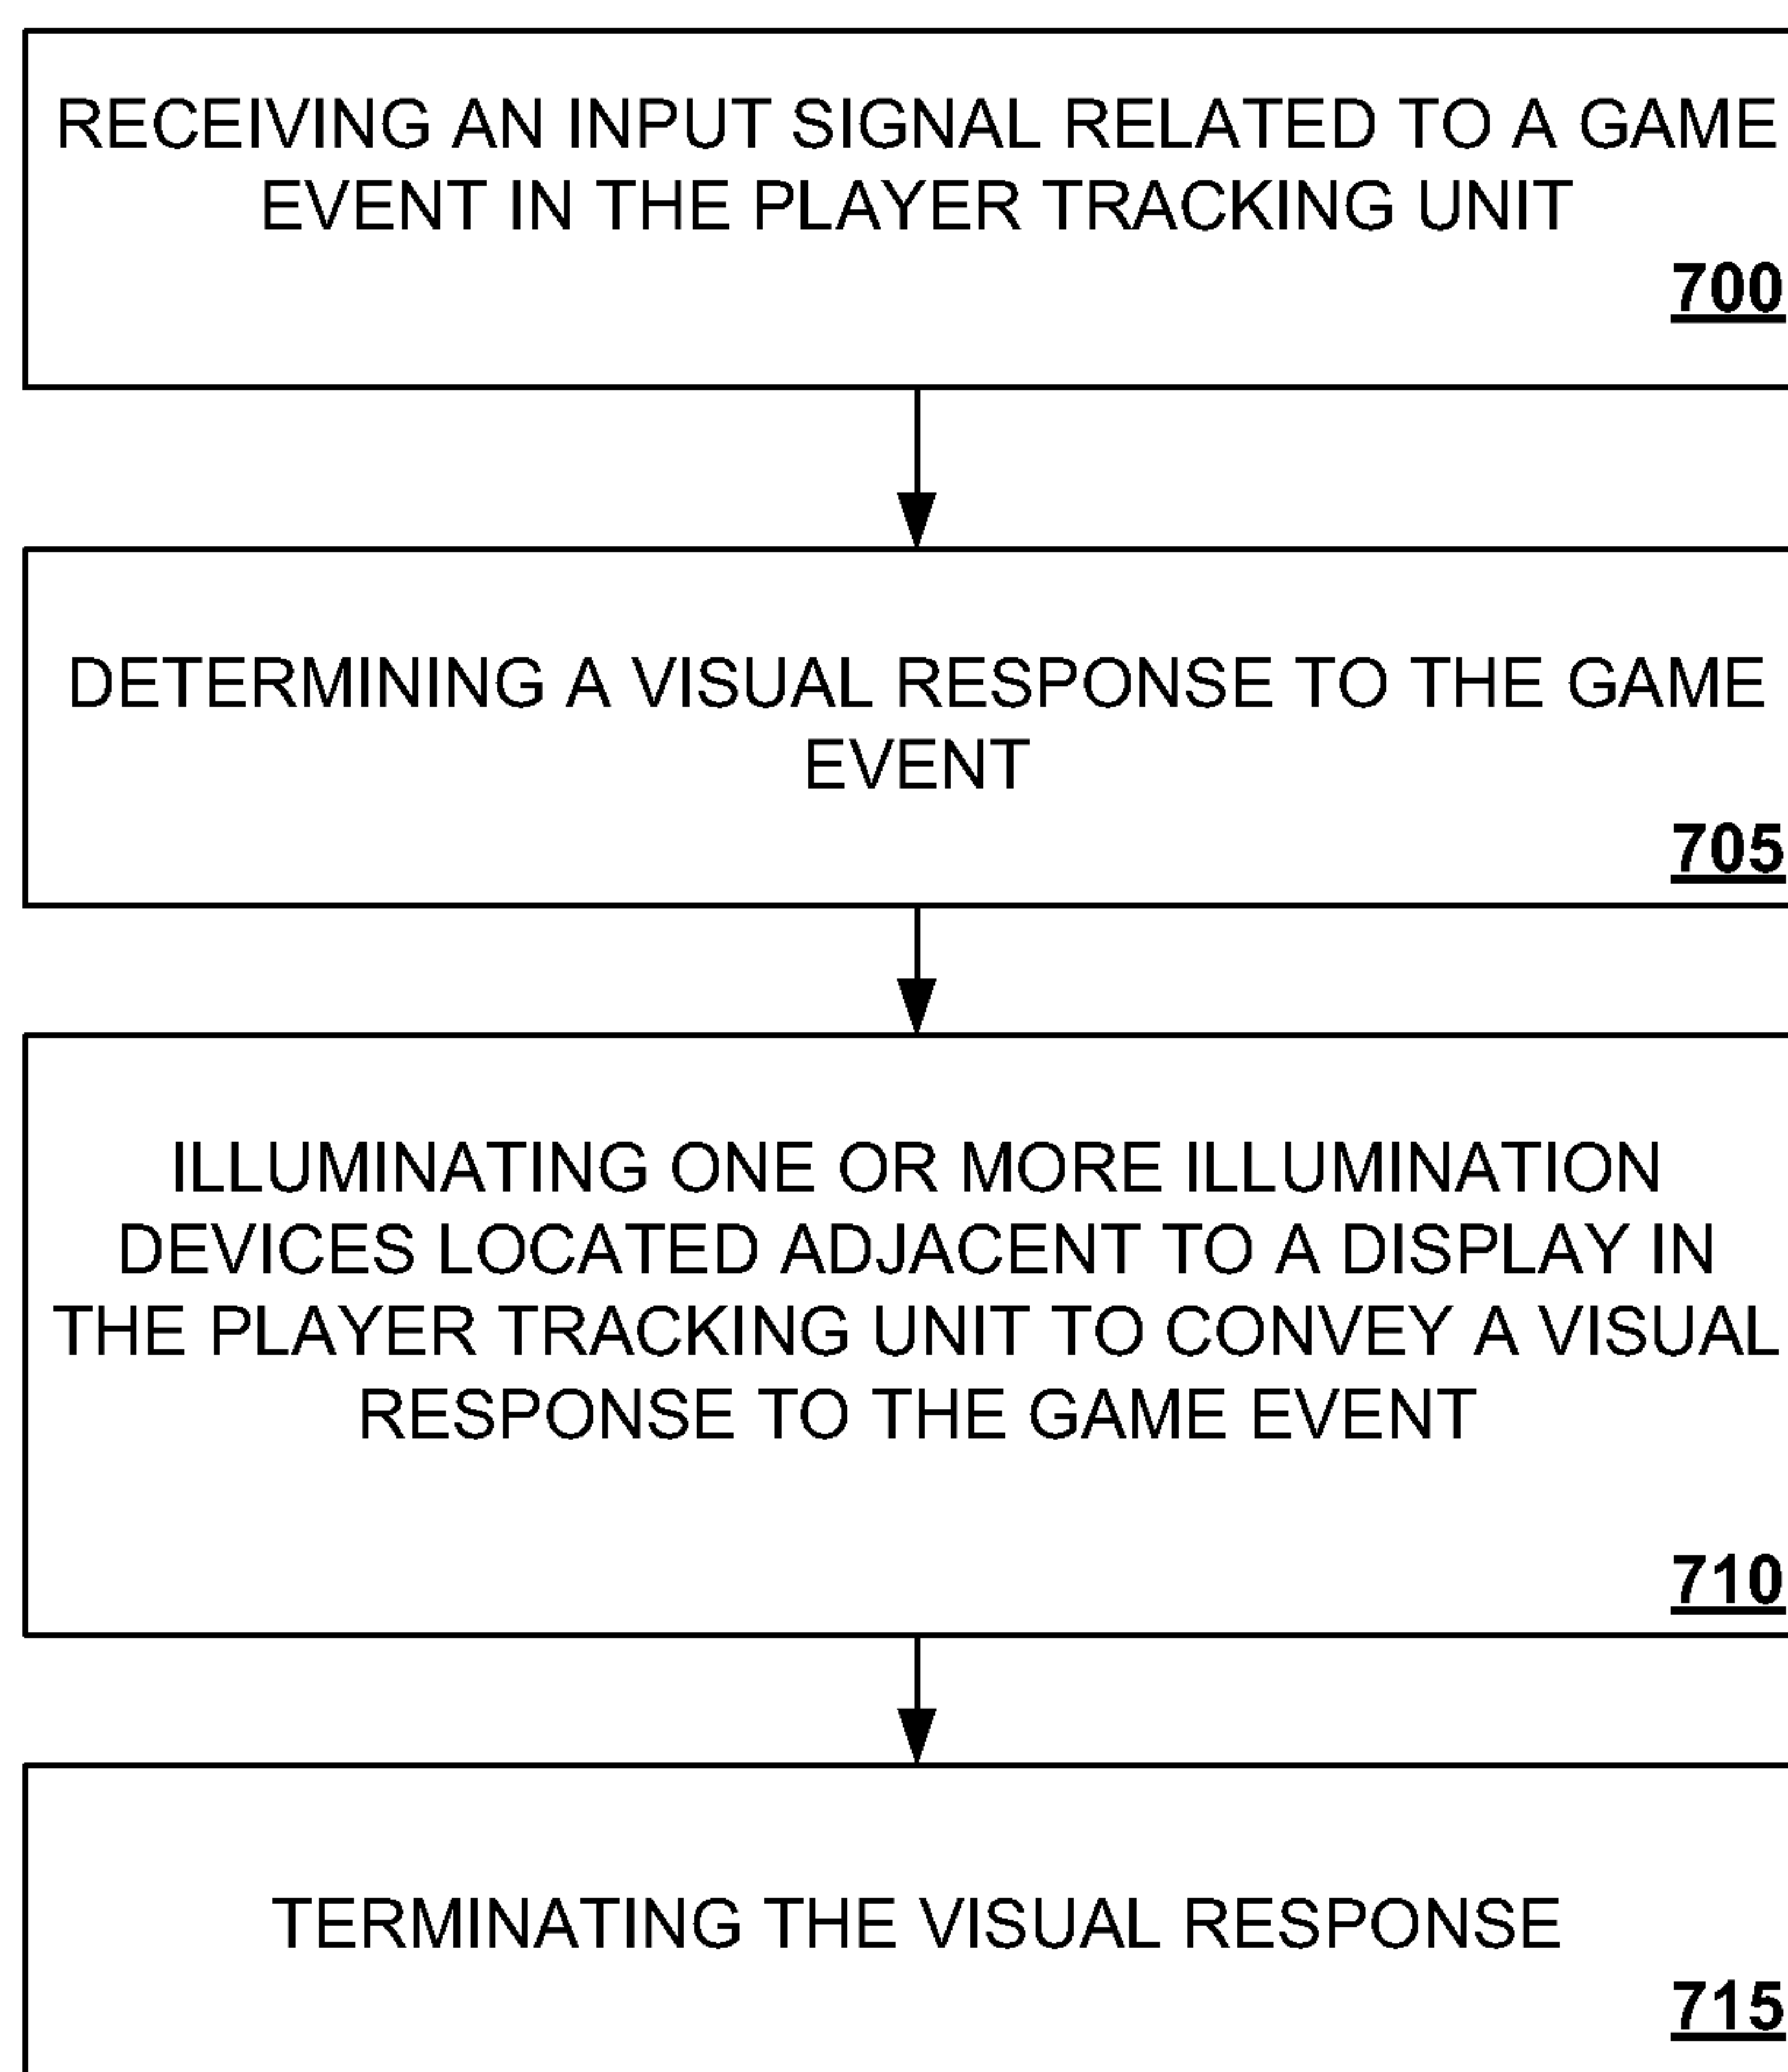 RECEIVING AN INPUT SIGNAL RELATED TO A GAME
EVENT IN THE PLAYER TRACKING UNIT
700
DETERMINING A VISUAL RESPONSE TO THE GAME
EVENT
705
ILLUMINATING ONE OR MORE ILLUMINATION
DEVICES LOCATED ADJACENT TO A DISPLAY IN
THE PLAYER TRACKING UNIT TO CONVEY A VISUAL
RESPONSE TO THE GAME EVENT
710
TERMINATING THE VISUAL RESPONSE
715